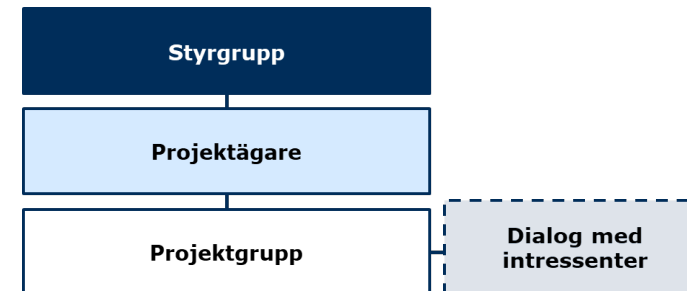 Styrgrupp
Projektägare
Projektgrupp
Dialog med
intressenter